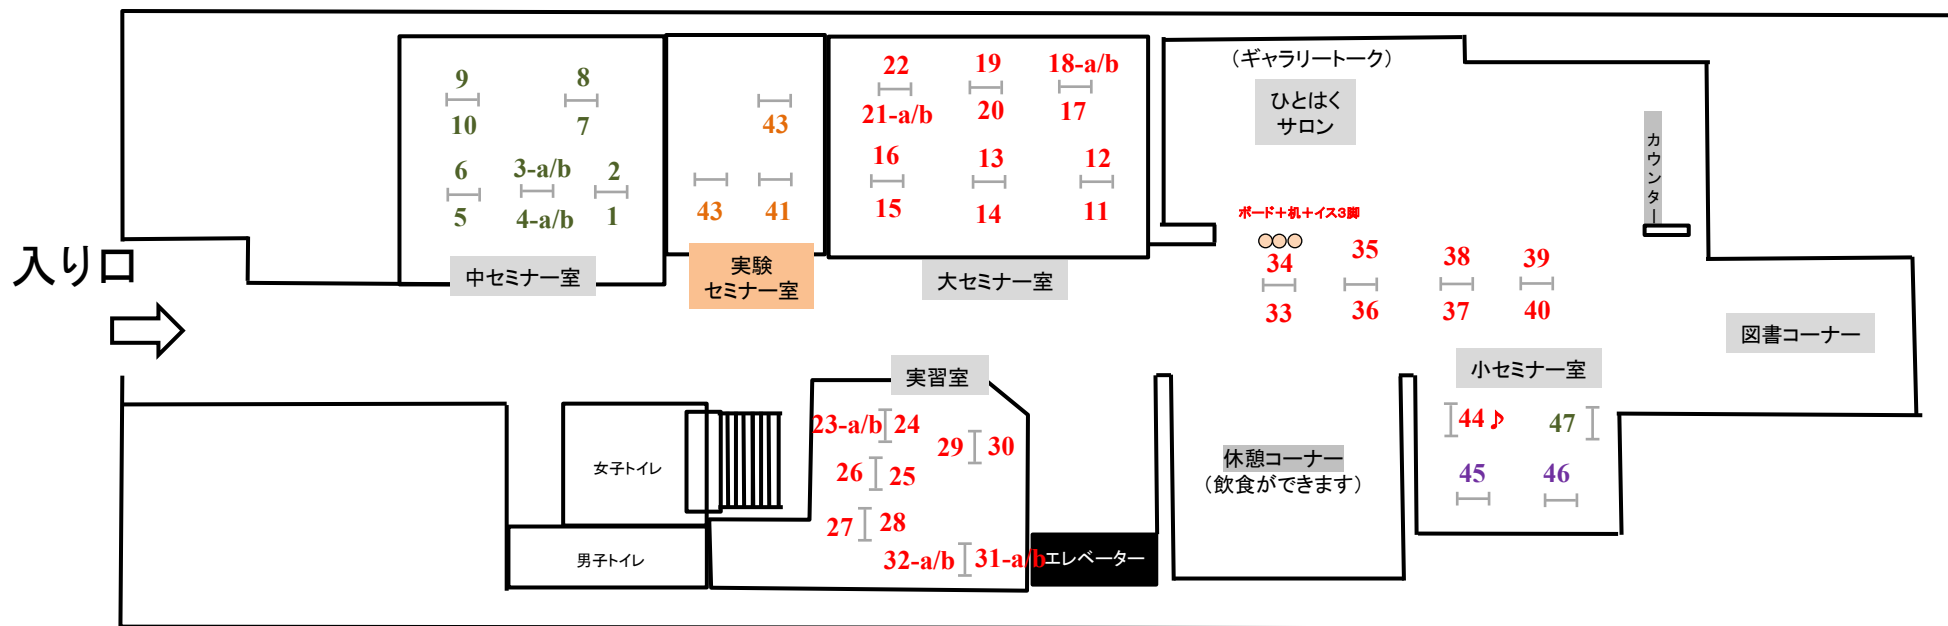 入り口
9
8
10
7
6
3-a/b
2
5
4-a/b
1
中セミナー室
43
43
41
実験
セミナー室
22
19
18-a/b
21-a/b
20
17
16
13
12
15
14
11
大セミナー室
(ギャラリートーク)
ひとはく
サロン
カウンター
ボード＋机＋イス3脚
34
35
38
39
33
36
37
40
図書コーナー
小セミナー室
44♪
47
45
46
実習室
23-a/b
24
29
30
26
25
27
28
32-a/b
31-a/b
女子トイレ
男子トイレ
エレベーター
休憩コーナー
(飲食ができます)